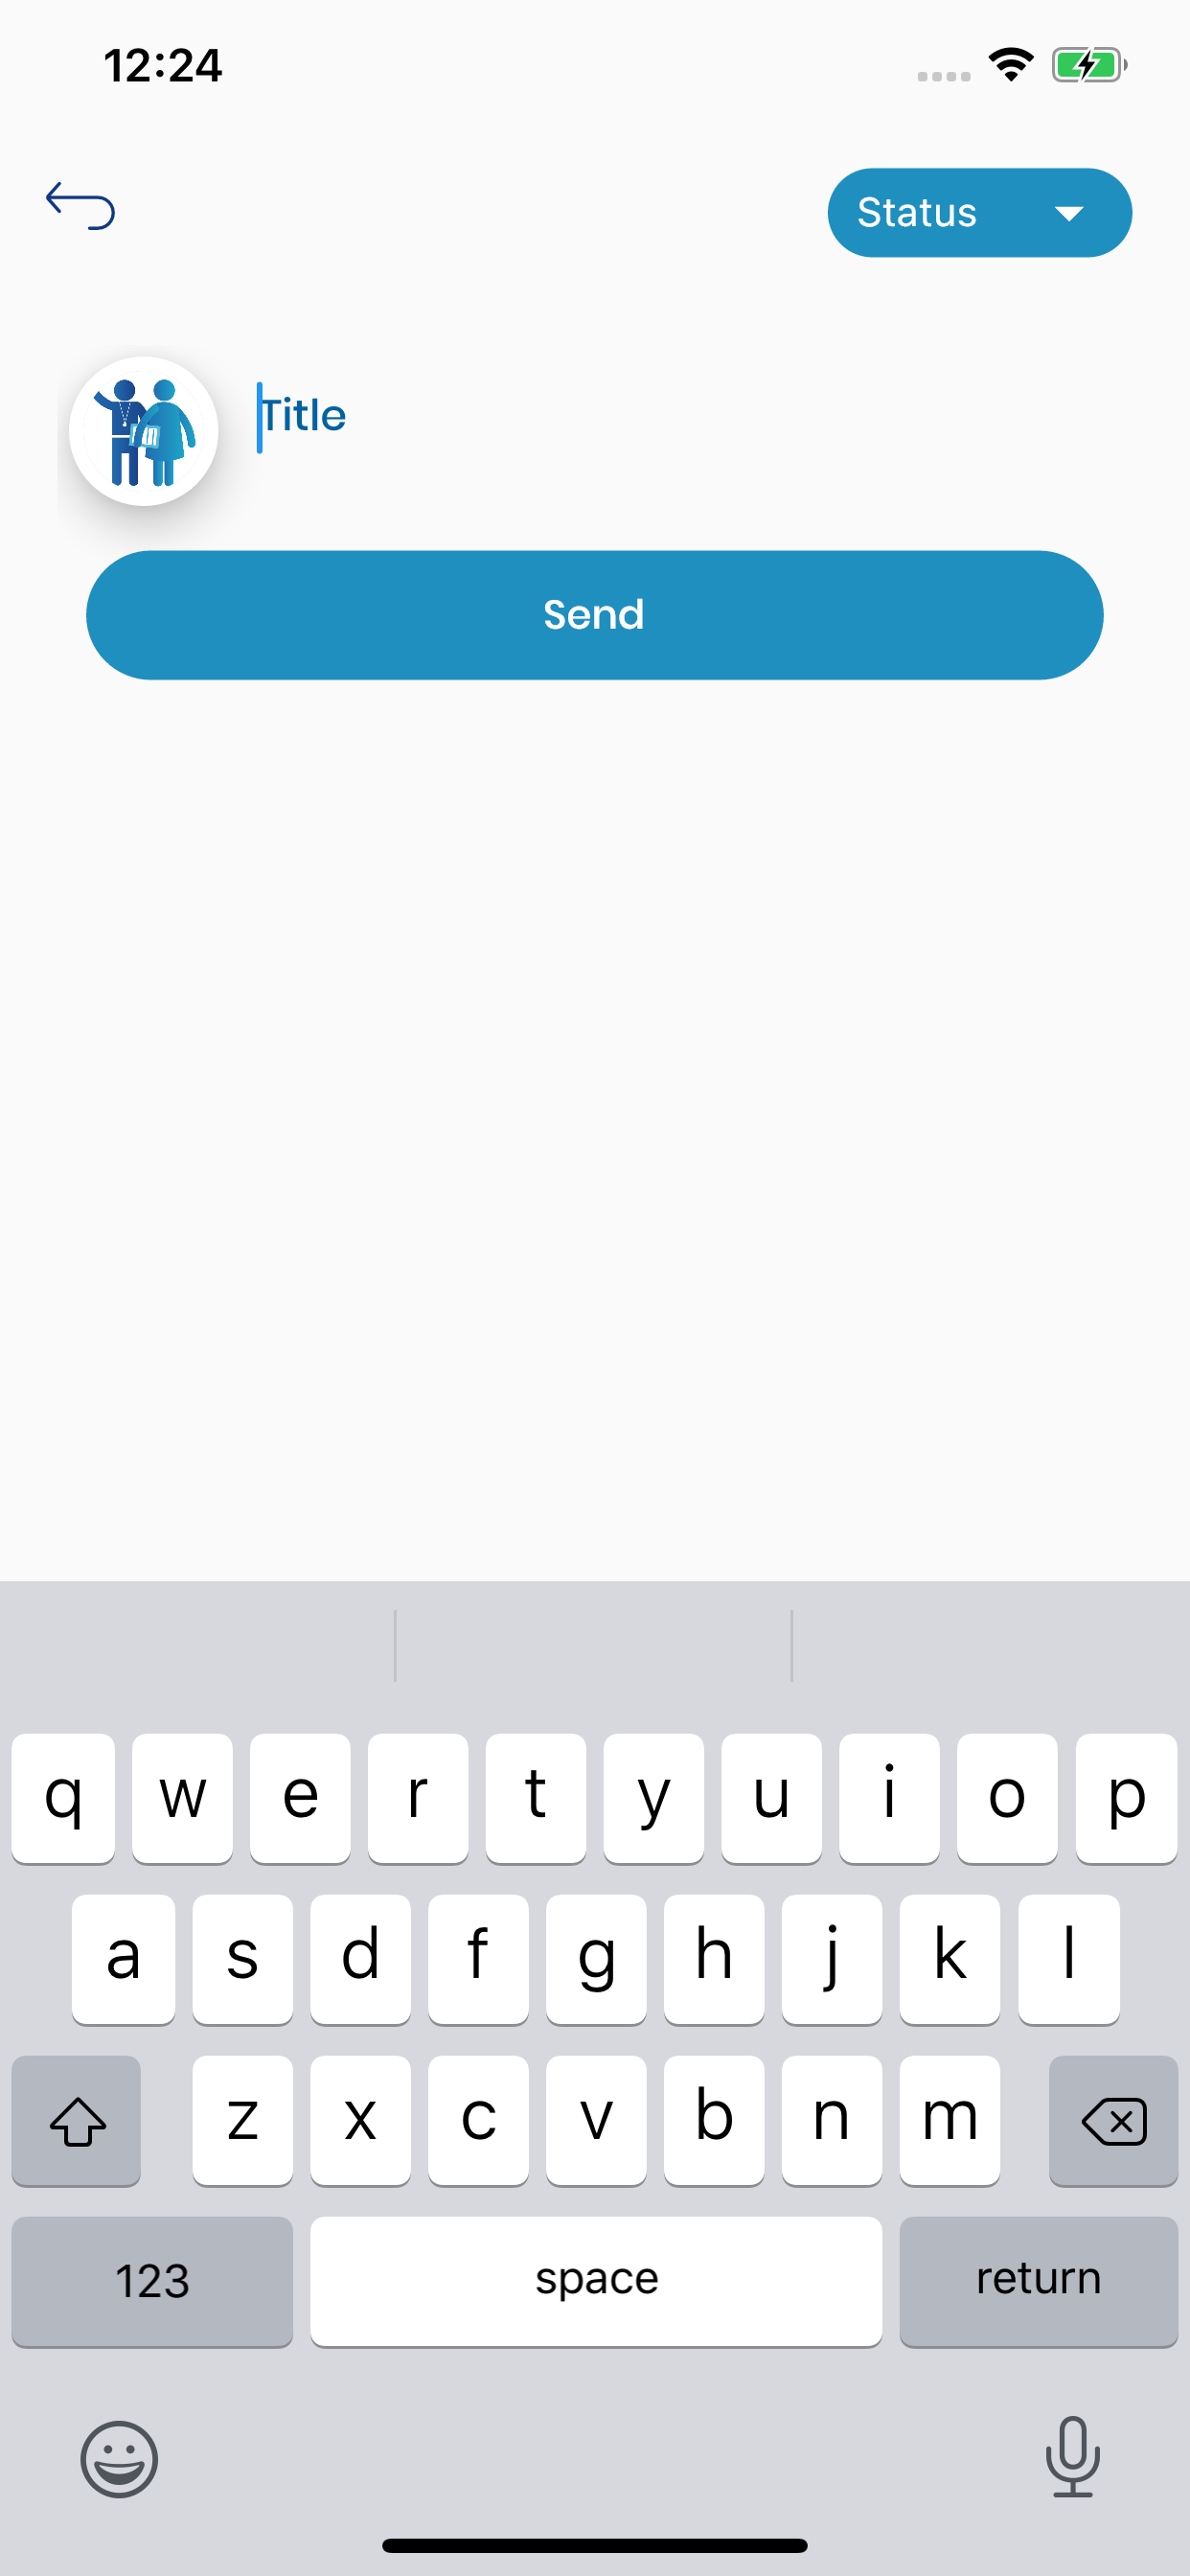 12:24
Status
Title
Send
q w e r t y u i o p
a s d f g h j k l
z x c v b n m
123 space return